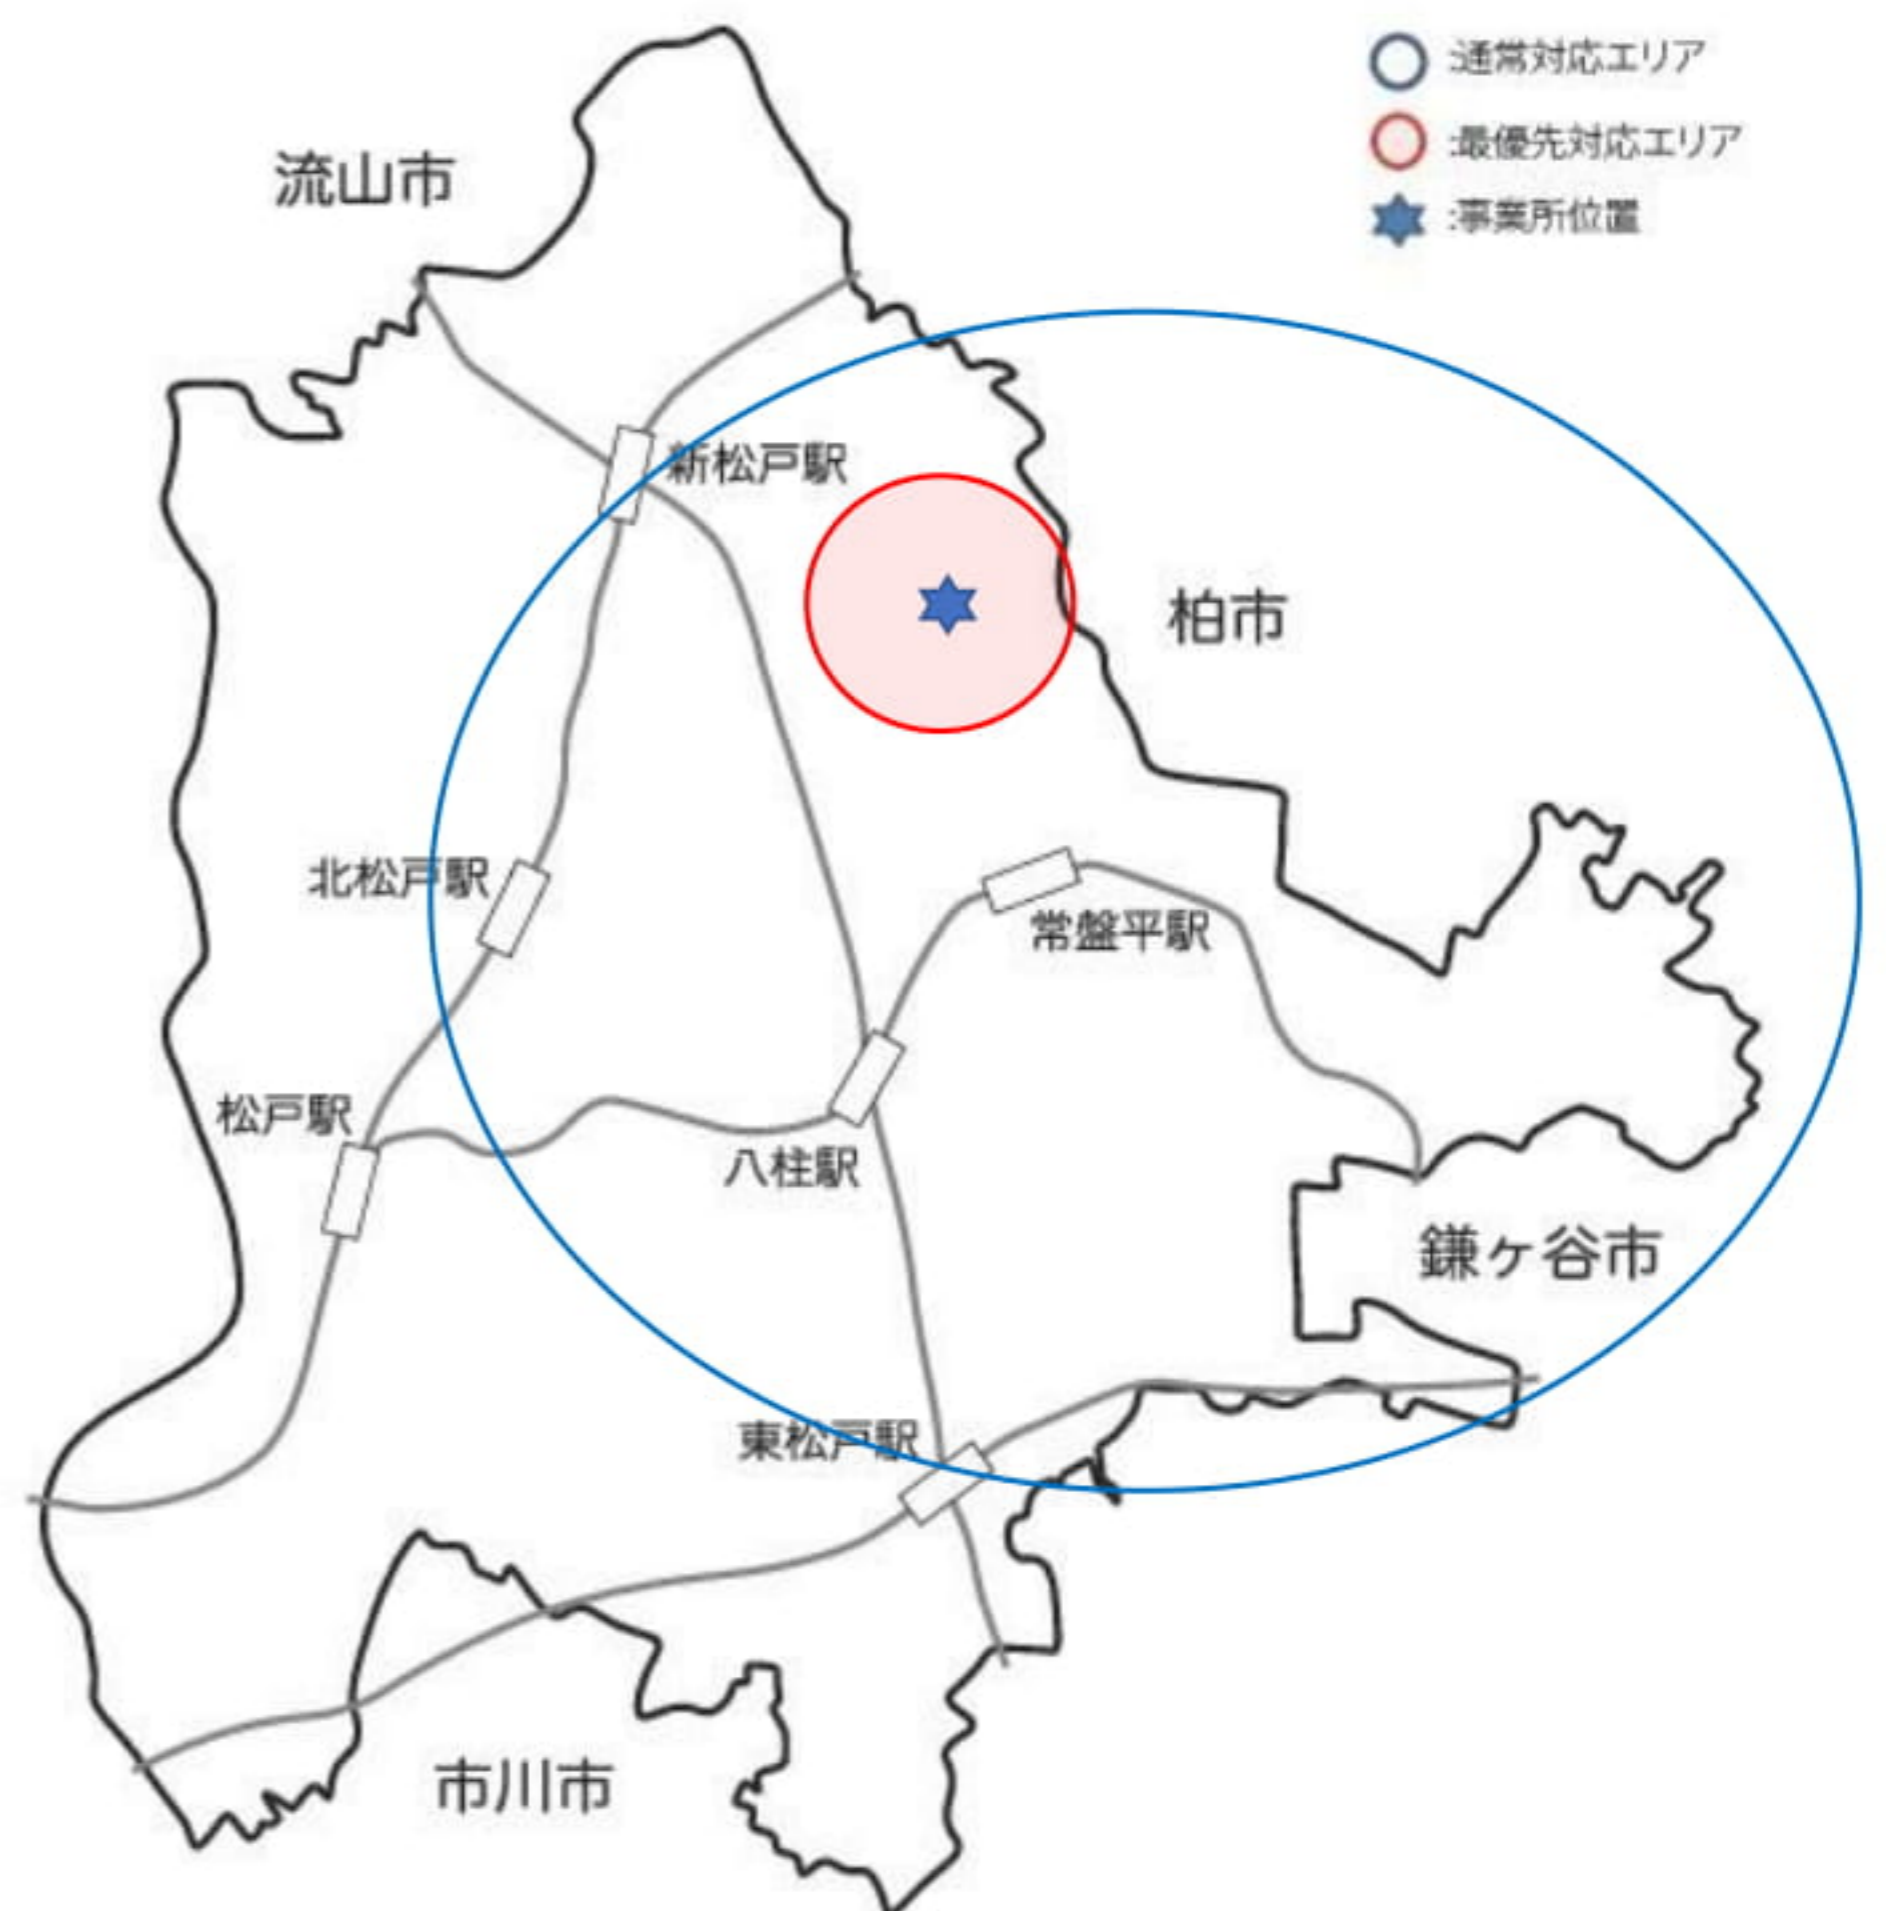 :通常対応エリア
:最優先対応エリア
:事業所位置
流山市
新松戸駅
柏市
北松戸駅
常盤平駅
松戸駅
八柱駅
鎌ヶ谷市
東松戸駅
市川市